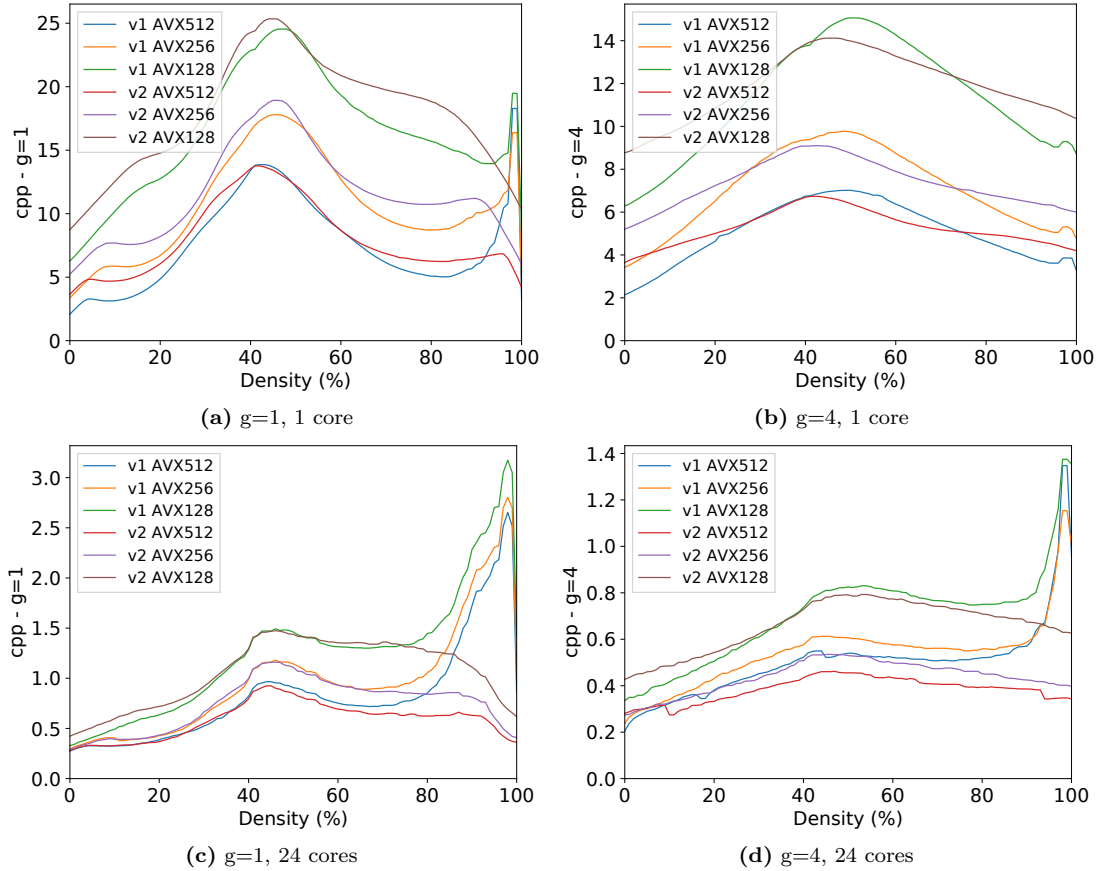 cpp - g=1
25
20
15
10
5
0
v1 AVX512
v1 AVX256
v1 AVX128
v2 AVX512
v2 AVX256
v2 AVX128
0 20 40 60 80 100
Density (%)
(a) g=1, 1 core
cpp - g=4
14
12
10
8
6
4
2
0
v1 AVX512
v1 AVX256
v1 AVX128
v2 AVX512
v2 AVX256
v2 AVX128
0 20 40 60 80 100
Density (%)
(b) g=4, 1 core
cpp - g=1
3.0
2.5
2.0
1.5
1.0
0.5
0.0
v1 AVX512
v1 AVX256
v1 AVX128
v2 AVX512
v2 AVX256
v2 AVX128
0 20 40 60 80 100
Density (%)
(c) g=1, 24 cores
cpp - g=4
1.4
1.2
1.0
0.8
0.6
0.4
0.2
0.0
v1 AVX512
v1 AVX256
v1 AVX128
v2 AVX512
v2 AVX256
v2 AVX128
0 20 40 60 80 100
Density (%)
(d) g=4, 24 cores